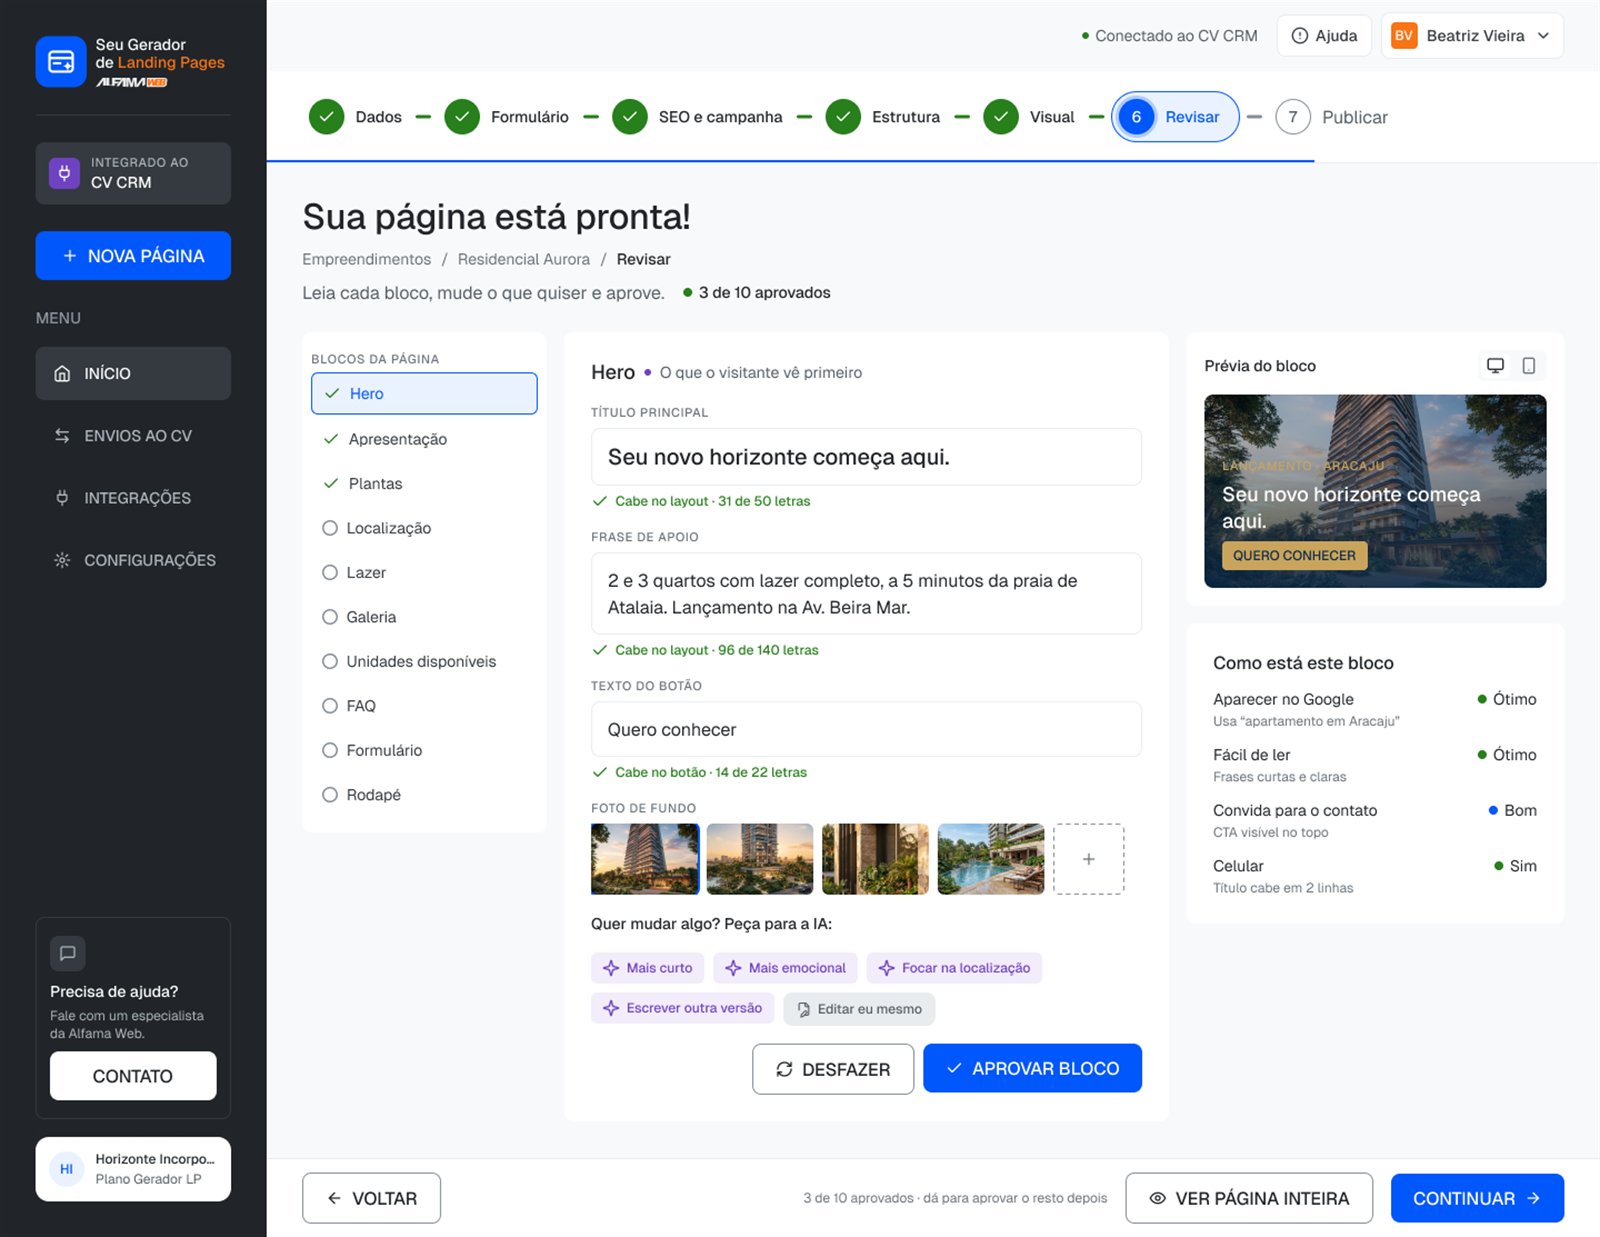 Seu Gerador
de Landing Pages
ALFAMA WEB
INTEGRADO AO
CV CRM
+ NOVA PÁGINA
MENU
INÍCIO
ENVIOS AO CV
INTEGRAÇÕES
CONFIGURAÇÕES
Precisa de ajuda?
Fale com um especialista
da Alfama Web.
CONTATO
HI
Horizonte Incorpo...
Plano Gerador LP
Conectado ao CV CRM
Ajuda
BV Beatriz Vieira
Dados
Formulário
SEO e campanha
Estrutura
Visual
6 Revisar
7 Publicar
Sua página está pronta!
Empreendimentos / Residencial Aurora / Revisar
Leia cada bloco, mude o que quiser e aprove. • 3 de 10 aprovados
BLOCOS DA PÁGINA
Hero
Apresentação
Plantas
Localização
Lazer
Galeria
Unidades disponíveis
FAQ
Formulário
Rodapé
Hero • O que o visitante vê primeiro
TÍTULO PRINCIPAL
Seu novo horizonte começa aqui.
Cabe no layout · 31 de 50 letras
FRASE DE APOIO
2 e 3 quartos com lazer completo, a 5 minutos da praia de
Atalaia. Lançamento na Av. Beira Mar.
Cabe no layout · 96 de 140 letras
TEXTO DO BOTÃO
Quero conhecer
Cabe no botão · 14 de 22 letras
FOTO DE FUNDO
+
Quer mudar algo? Peça para a IA:
Mais curto
Mais emocional
Focar na localização
Escrever outra versão
Editar eu mesmo
DESFAZER
APROVAR BLOCO
Prévia do bloco
LANÇAMENTO · ARACAJU
Seu novo horizonte começa
aqui.
QUERO CONHECER
Como está este bloco
Aparecer no Google • Ótimo
Usa “apartamento em Aracaju”
Fácil de ler • Ótimo
Frases curtas e claras
Convida para o contato • Bom
CTA visível no topo
Celular • Sim
Título cabe em 2 linhas
← VOLTAR
3 de 10 aprovados · dá para aprovar o resto depois
VER PÁGINA INTEIRA
CONTINUAR →